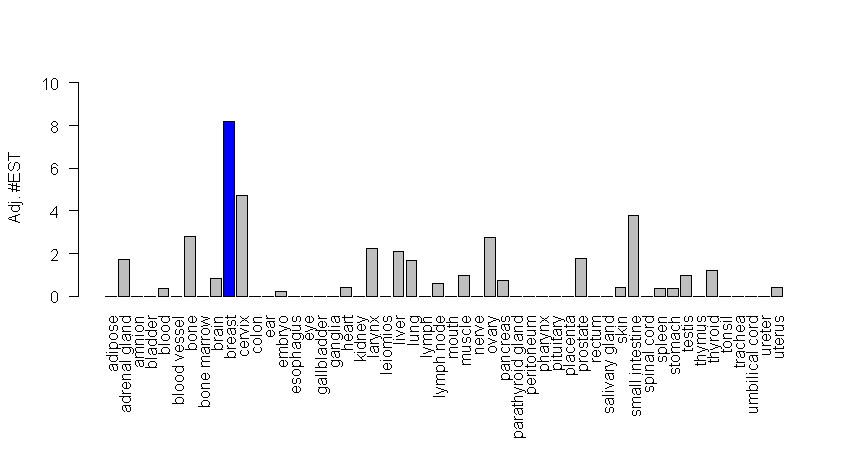 Adj. #EST
10
8
6
4
2
0
adipose
adrenal gland
amnion
bladder
blood
blood vessel
bone
bone marrow
brain
breast
cervix
colon
ear
embryo
esophagus
eye
gallbladder
ganglia
heart
kidney
larynx
leiomios
liver
lung
lymph
lymph node
mouth
muscle
nerve
ovary
pancreas
parathyroid gland
peritoneum
pharynx
pituitary
placenta
prostate
rectum
salivary gland
skin
small intestine
spinal cord
spleen
stomach
testis
thymus
thyroid
tonsil
trachea
umbilical cord
ureter
uterus